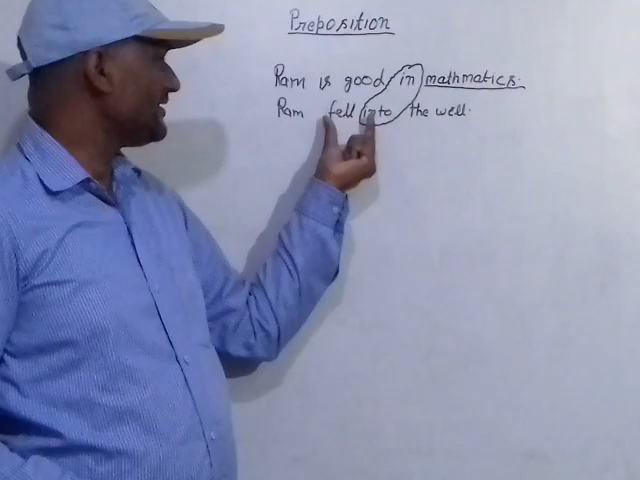 Preposition
Ram is good in mathmatics.
Ram fell into the well.